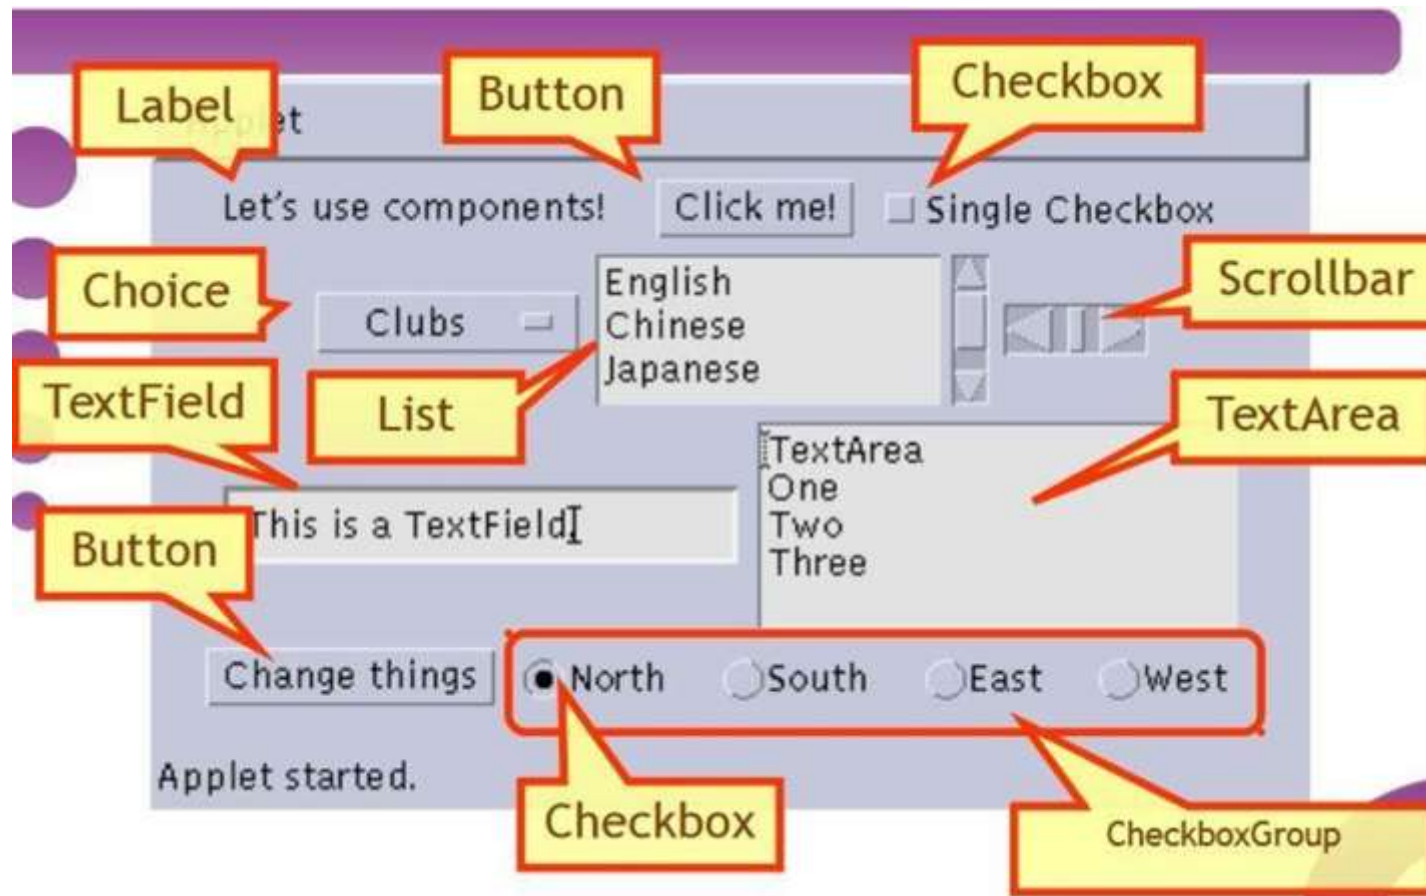 Label
Button
Checkbox
Applet
Let's use components!
Click me!
Single Checkbox
Choice
Clubs
English
Chinese
Japanese
Scrollbar
TextField
List
TextArea
TextArea
One
Two
Three
This is a TextField
Button
Change things
North
South
East
West
Applet started.
Checkbox
CheckboxGroup